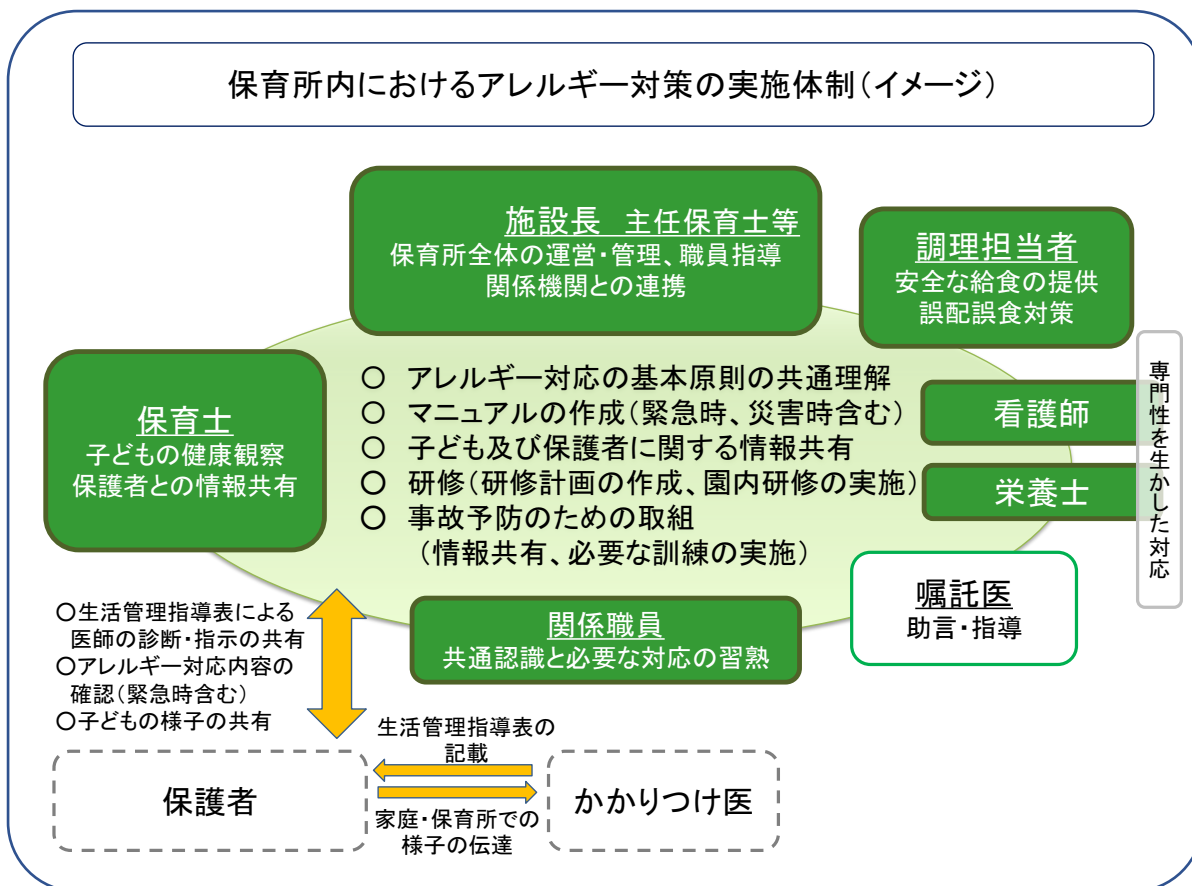 保育所内におけるアレルギー対策の実施体制(イメージ)
施設長 主任保育士等
保育所全体の運営・管理、職員指導
関係機関との連携
調理担当者
安全な給食の提供
誤配誤食対策
専門性を生かした対応
看護師
栄養士
保育士
子どもの健康観察
保護者との情報共有
○ アレルギー対応の基本原則の共通理解
○ マニュアルの作成(緊急時、災害時含む)
○ 子ども及び保護者に関する情報共有
○ 研修(研修計画の作成、園内研修の実施)
○ 事故予防のための取組
(情報共有、必要な訓練の実施)
嘱託医
助言・指導
関係職員
共通認識と必要な対応の習熟
○生活管理指導表による
医師の診断・指示の共有
○アレルギー対応内容の
確認(緊急時含む)
○子どもの様子の共有
生活管理指導表の
記載
保護者
かかりつけ医
家庭・保育所での
様子の伝達